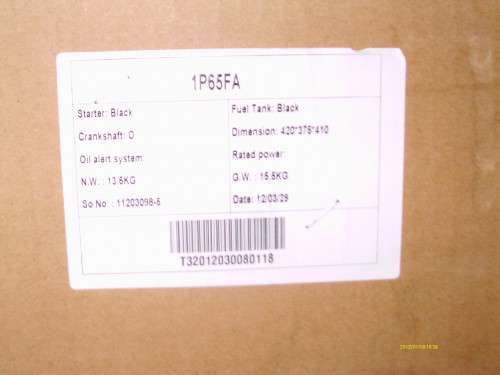 1P65FA
Starter: Black
Fuel Tank: Black
Crankshaft: O
Dimension: 420*375*410
Oil alert system
Rated power:
N.W. : 13.5KG
G.W. : 15.5KG
So No. : 11203098-5
Date: 12/03/29
T32012030080118